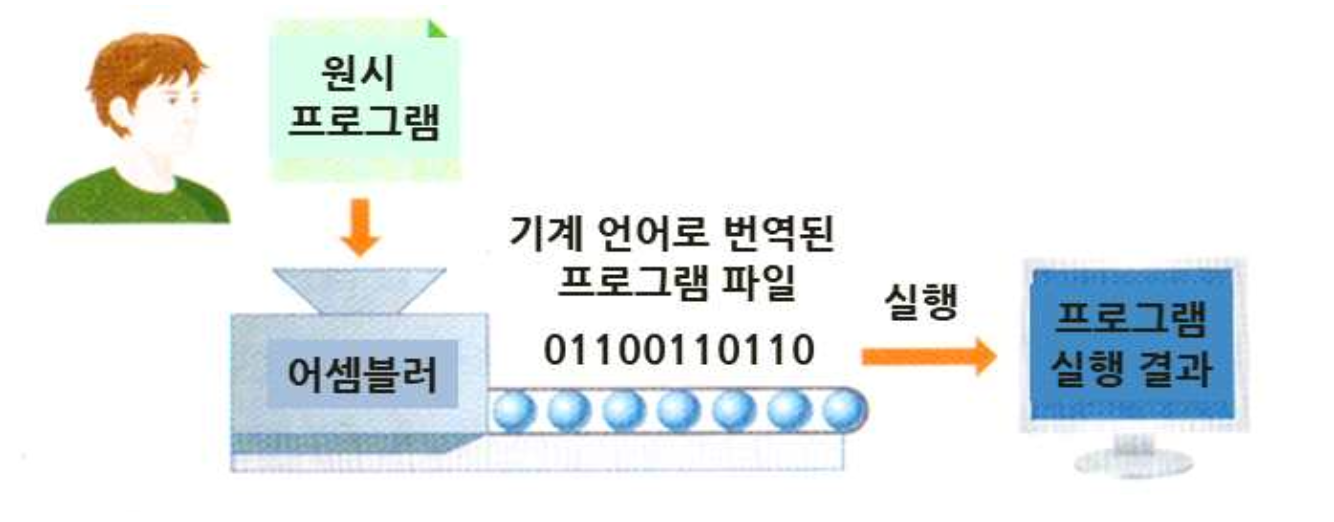 원시
프로그램
기계 언어로 번역된
프로그램 파일
01100110110
실행
어셈블러
프로그램
실행 결과